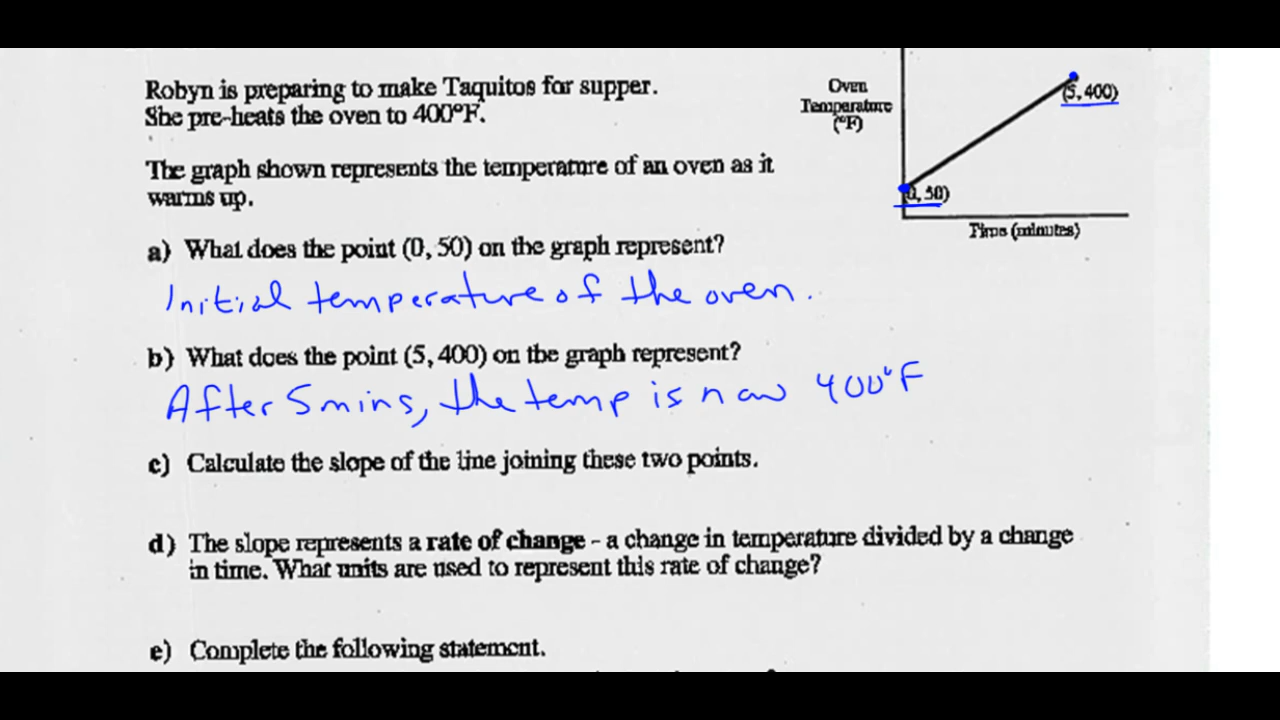 Robyn is preparing to make Taquitos for supper.
She pre-heats the oven to 400°F.
The graph shown represents the temperature of an oven as it
warms up.
Oven
Temperature
(°F)
(5, 400)
(0, 50)
Time (minutes)
a) What does the point (0, 50) on the graph represent?
Initial temperature of the oven.
b) What does the point (5, 400) on the graph represent?
After 5 mins, the temp is now 400°F
c) Calculate the slope of the line joining these two points.
d) The slope represents a rate of change - a change in temperature divided by a change
in time. What units are used to represent this rate of change?
e) Complete the following statement.